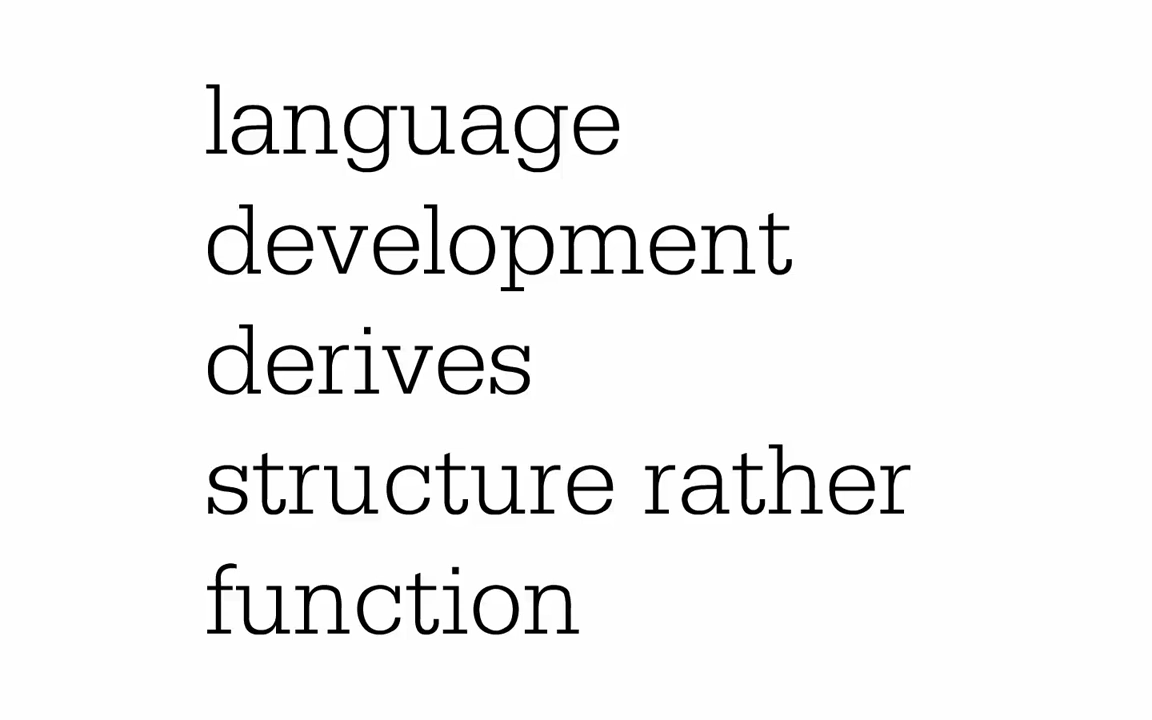 language
development
derives
structure rather
function